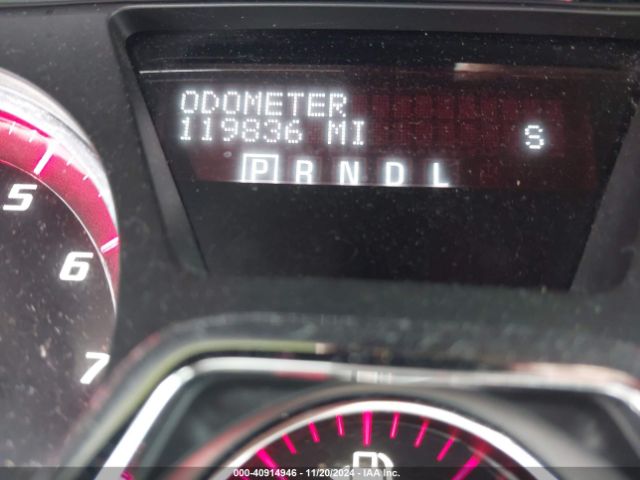 ODOMETER
119836 MI S
P R N D L
5
6
7
000-40914946 - 11/20/2024 - IAA Inc.